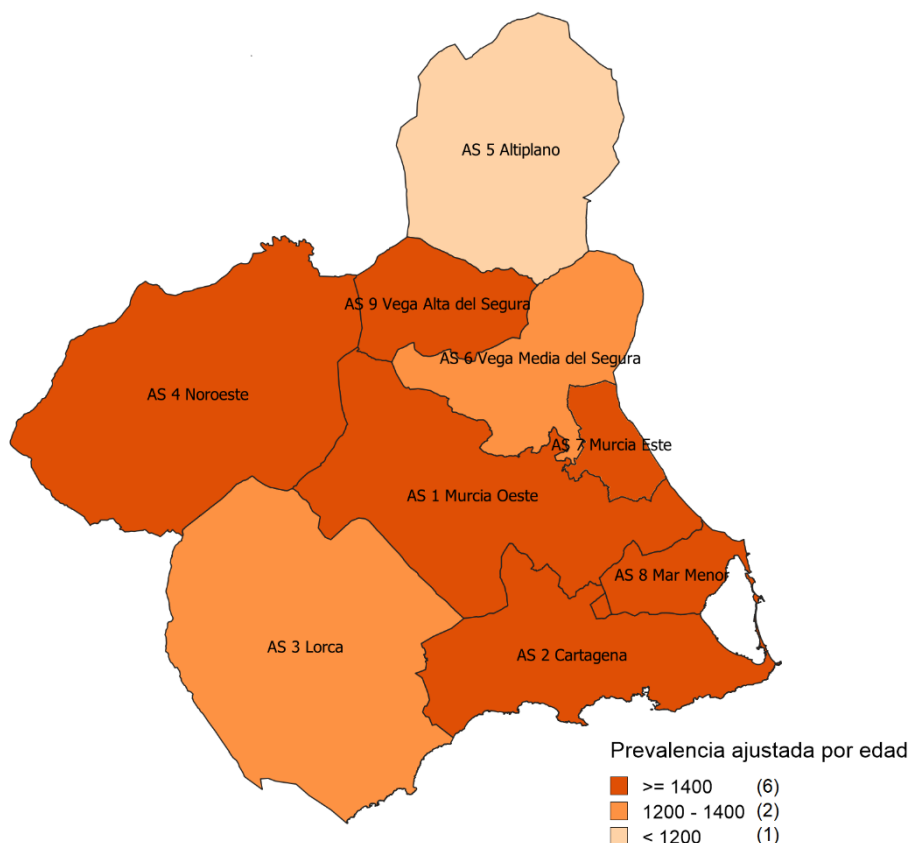 AS 5 Altiplano
AS 9 Vega Alta del Segura
AS 6 Vega Media del Segura
AS 4 Noroeste
AS 7 Murcia Este
AS 1 Murcia Oeste
AS 8 Mar Menor
AS 3 Lorca
AS 2 Cartagena
Prevalencia ajustada por edad
>= 1400 (6)
1200 - 1400 (2)
< 1200 (1)